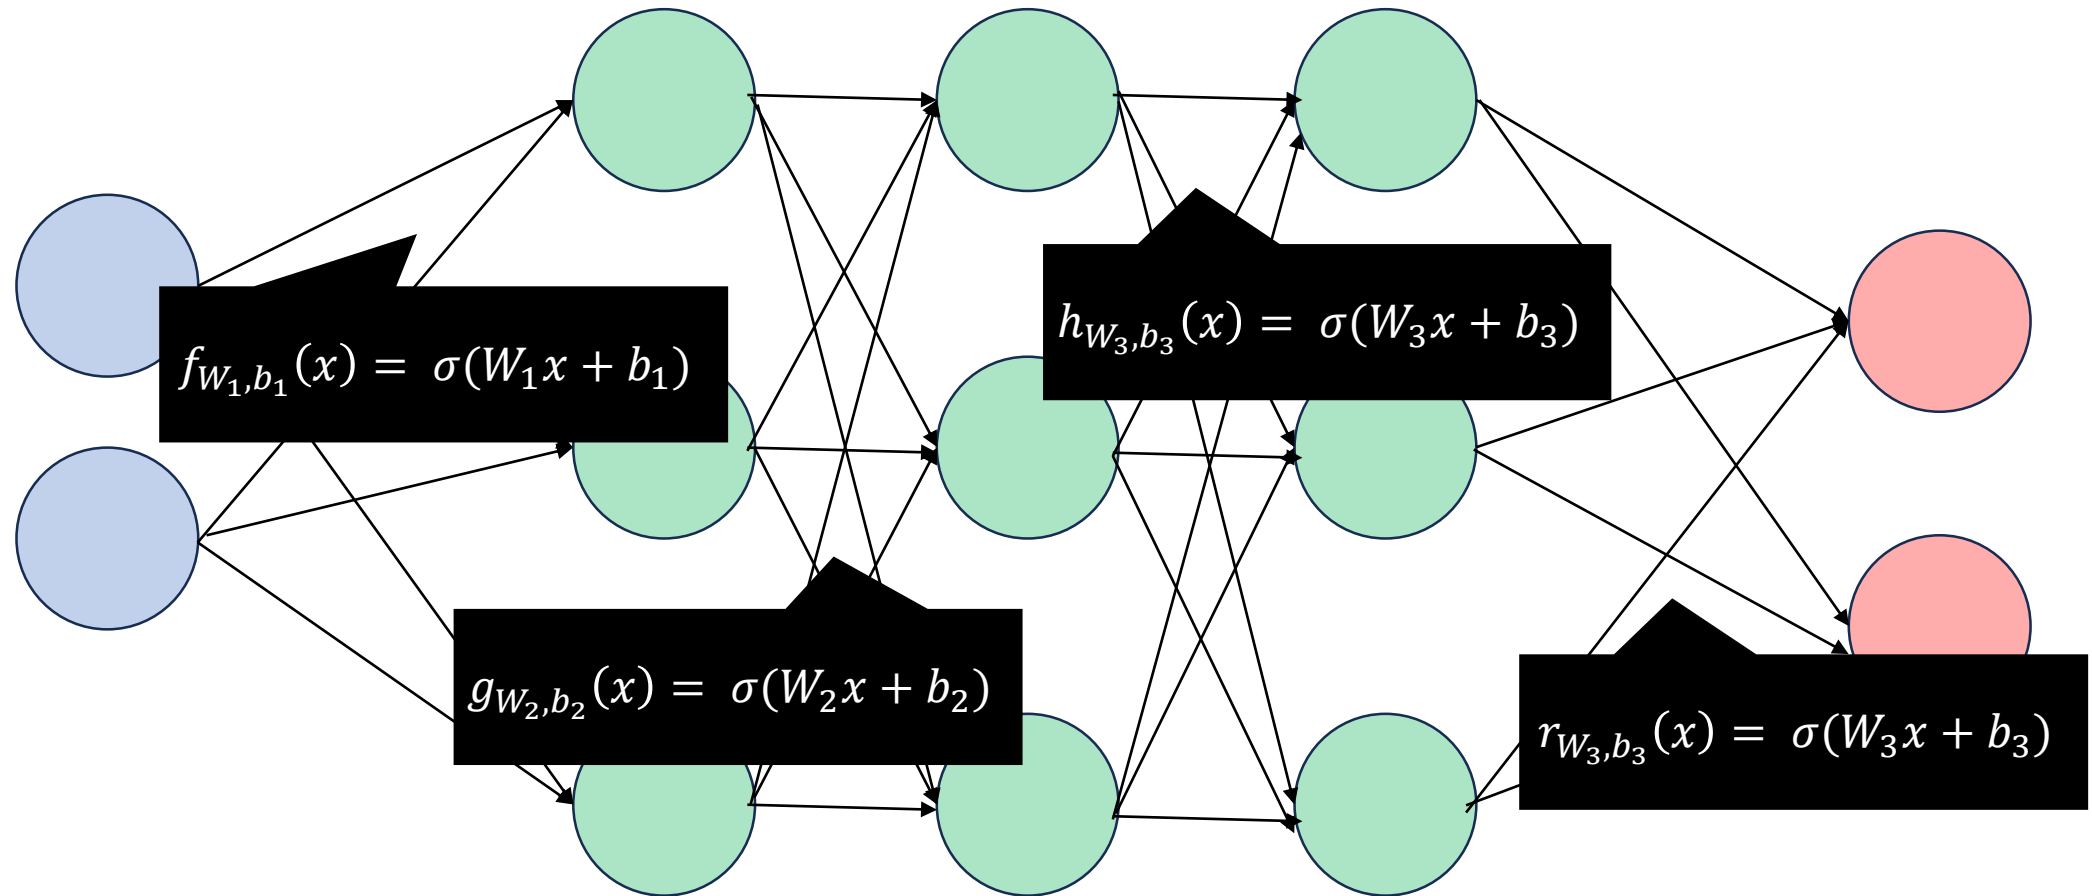 f_{W_1,b_1}(x) = σ(W_1x + b_1)
h_{W_3,b_3}(x) = σ(W_3x + b_3)
g_{W_2,b_2}(x) = σ(W_2x + b_2)
r_{W_3,b_3}(x) = σ(W_3x + b_3)